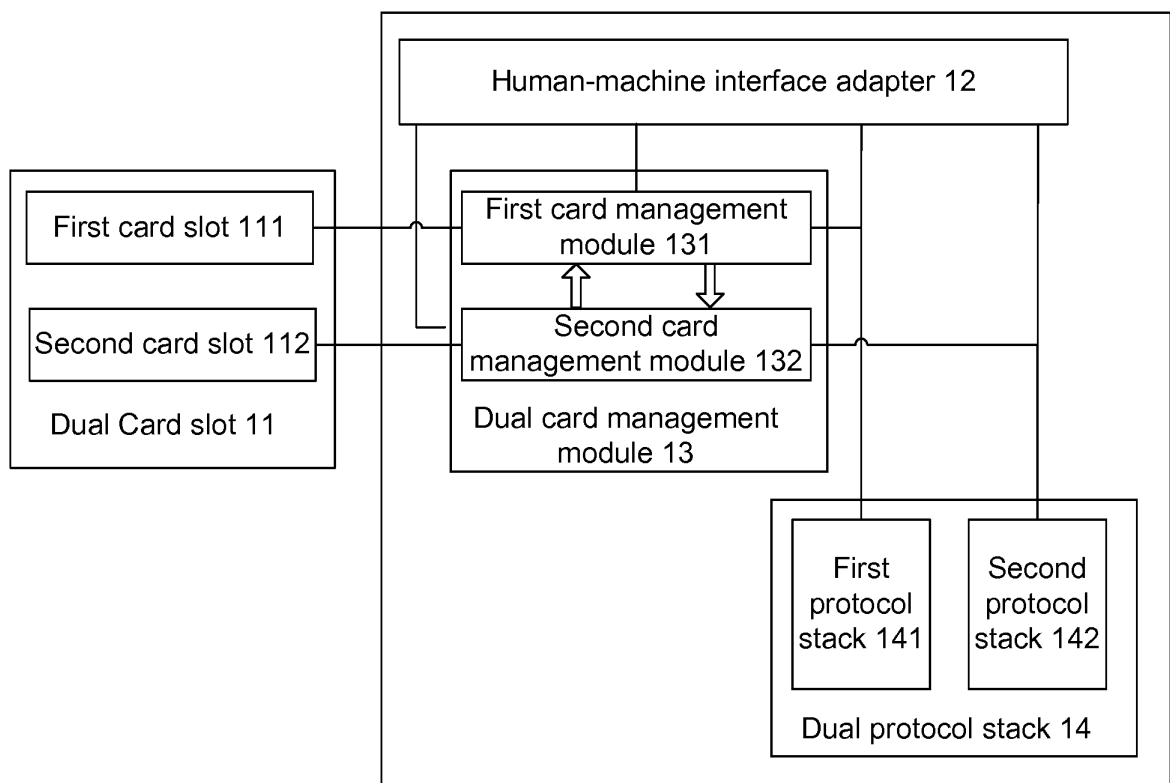 Human-machine interface adapter 12
First card slot 111
Second card slot 112
Dual Card slot 11
First card management
module 131
Second card
management module 132
Dual card management
module 13
First
protocol
stack 141
Second
protocol
stack 142
Dual protocol stack 14